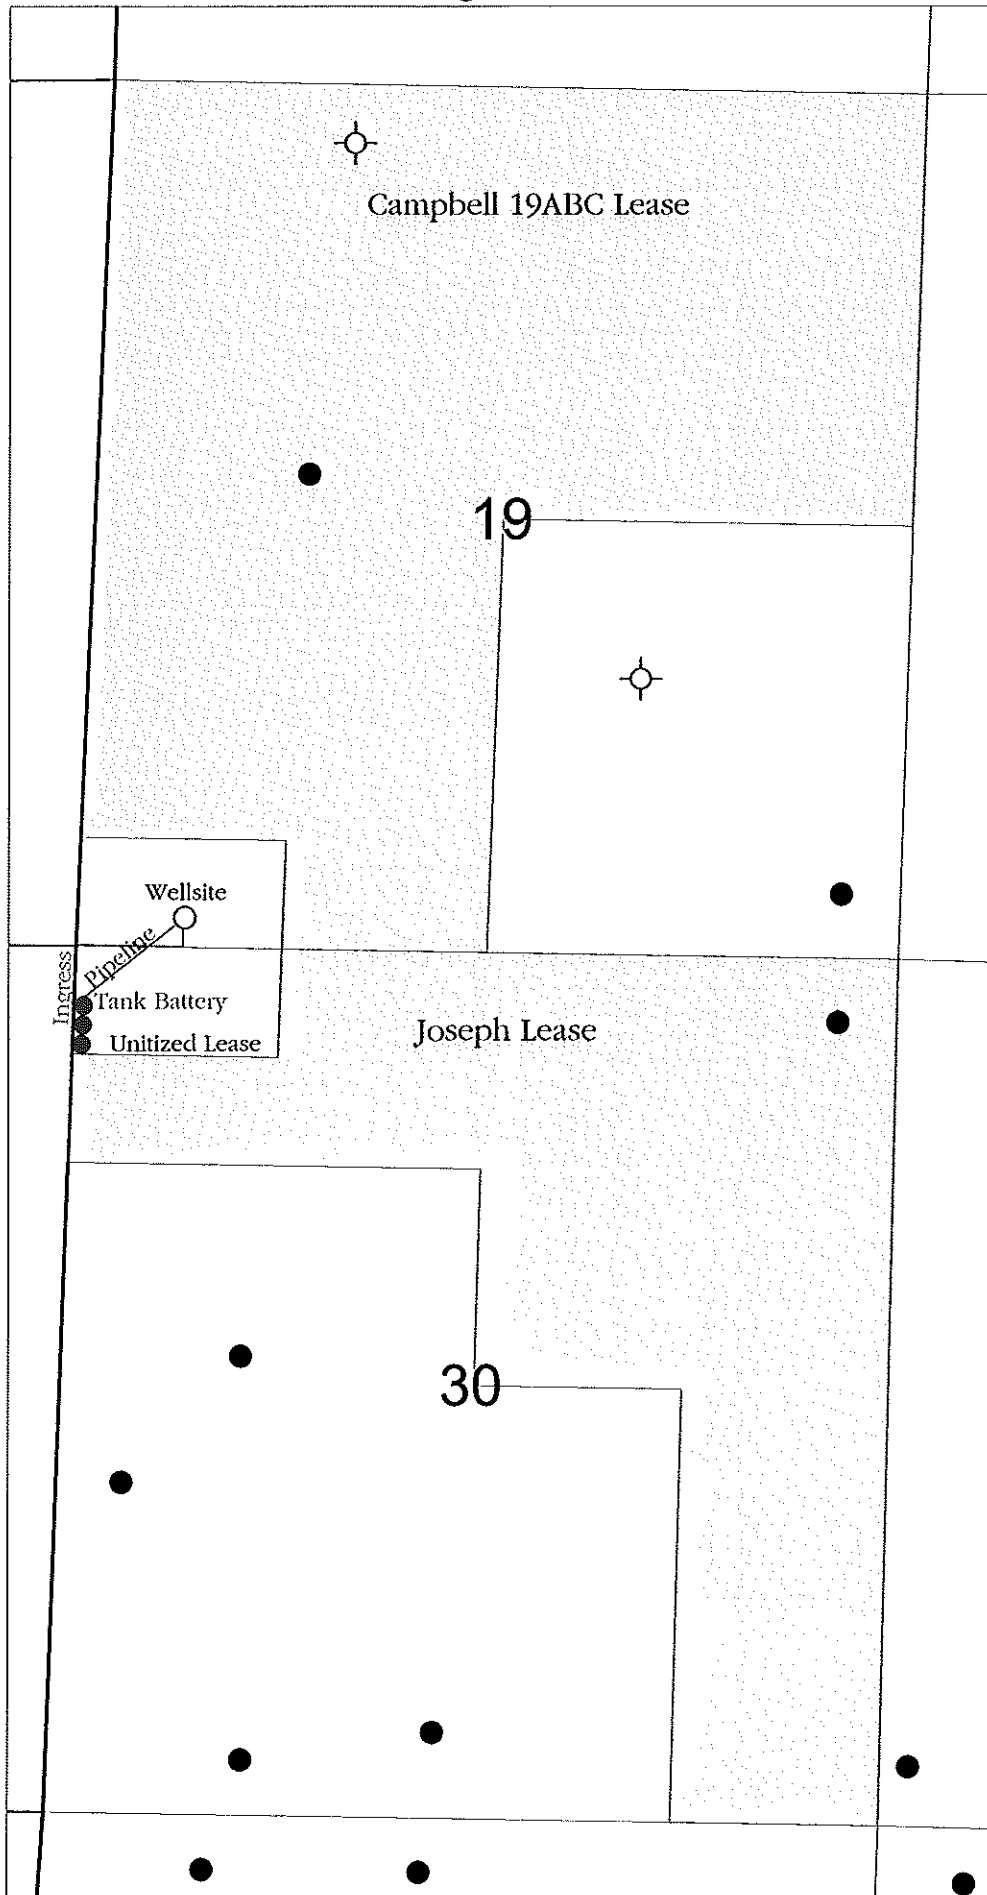 Campbell 19ABC Lease
19
Wellsite
Pipeline
Ingress
Tank Battery
Unitized Lease
Joseph Lease
30